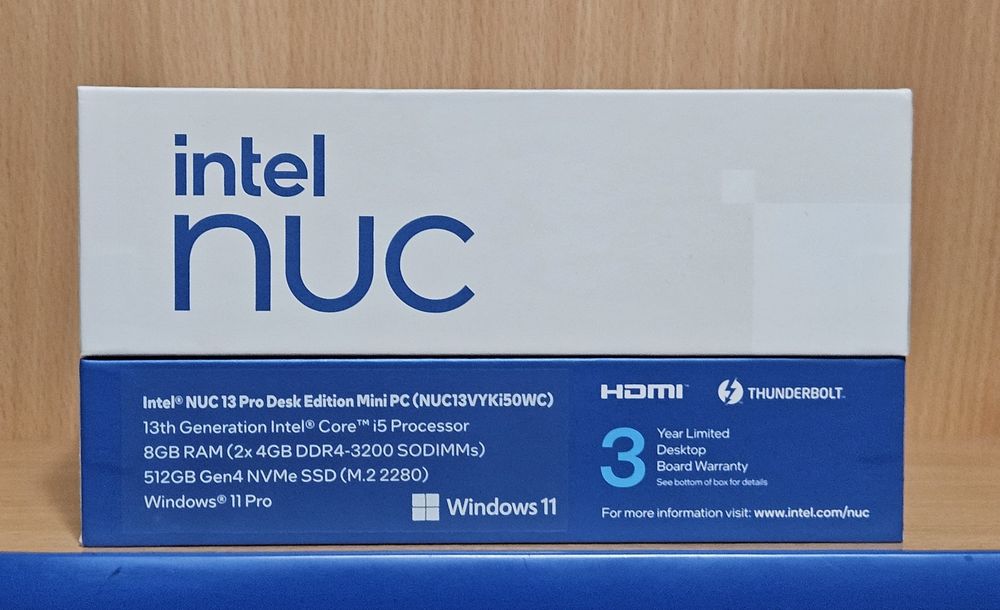 intel
nuc
Intel® NUC 13 Pro Desk Edition Mini PC (NUC13VYKi50WC)
13th Generation Intel® Core™ i5 Processor
8GB RAM (2x 4GB DDR4-3200 SODIMMs)
512GB Gen4 NVMe SSD (M.2 2280)
Windows® 11 Pro
Windows 11
HDMI™
THUNDERBOLT™
3
Year Limited
Desktop
Board Warranty
See bottom of box for details
For more information visit: www.intel.com/nuc